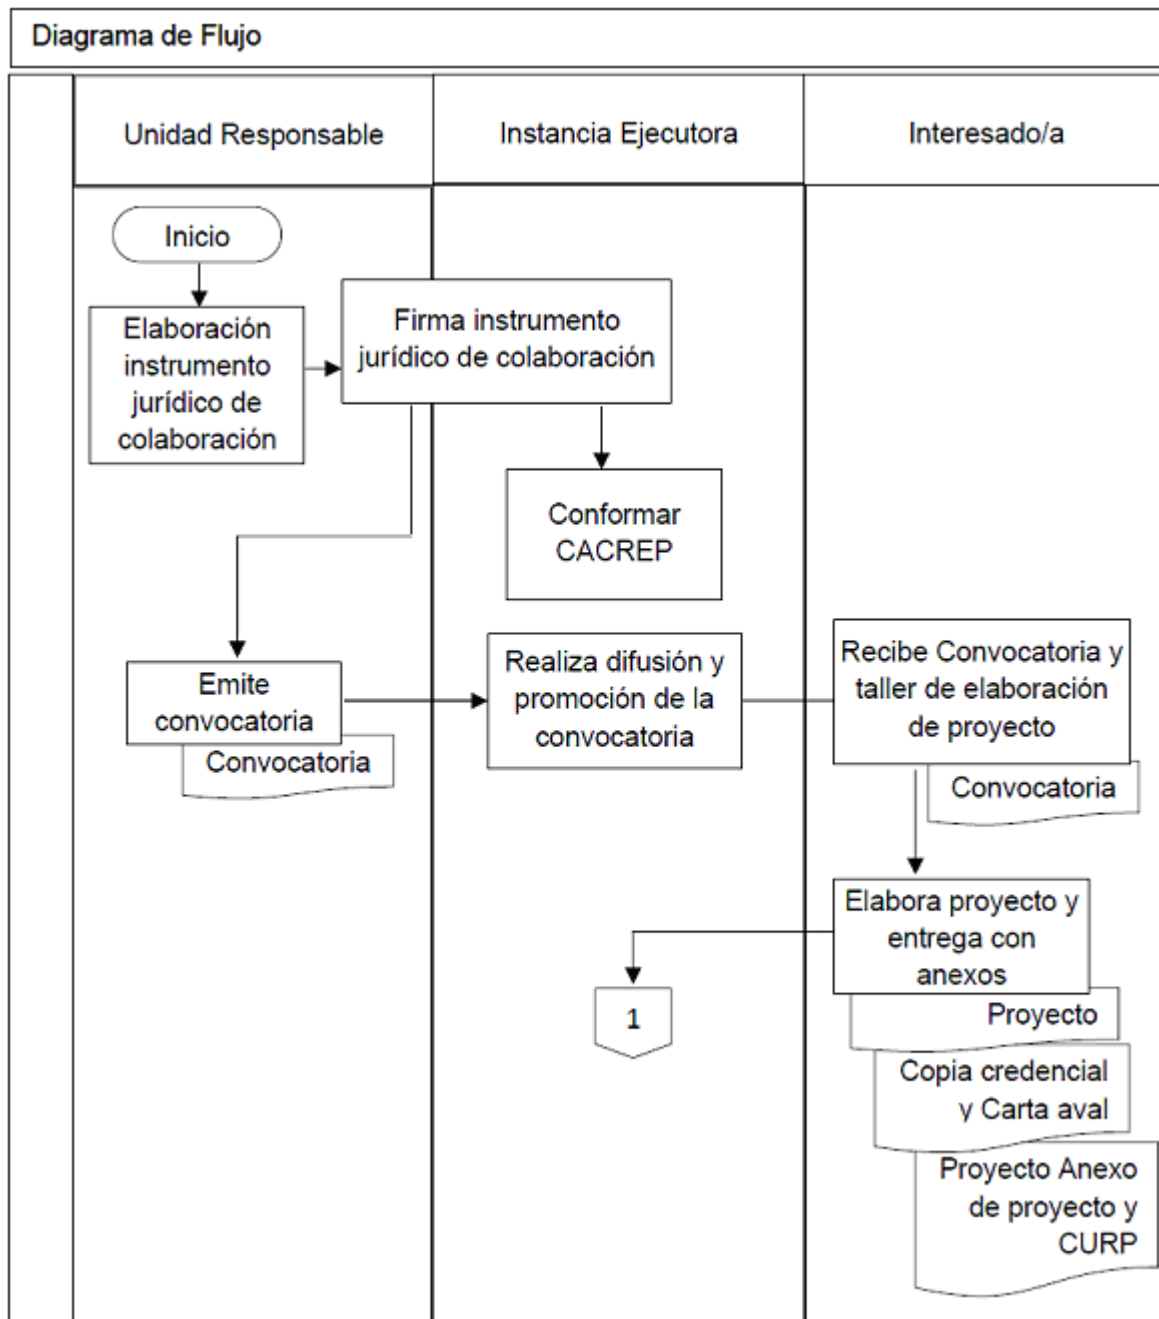 Diagrama de Flujo
Unidad Responsable
Instancia Ejecutora
Interesado/a
Inicio
Elaboración
instrumento
jurídico de
colaboración
Firma instrumento
jurídico de colaboración
Conformar
CACREP
Emite
convocatoria
Convocatoria
Realiza difusión y
promoción de la
convocatoria
Recibe Convocatoria y
taller de elaboración
de proyecto
Convocatoria
Elabora proyecto y
entrega con
anexos
Proyecto
Copia credencial
y Carta aval
Proyecto Anexo
de proyecto y
CURP
1